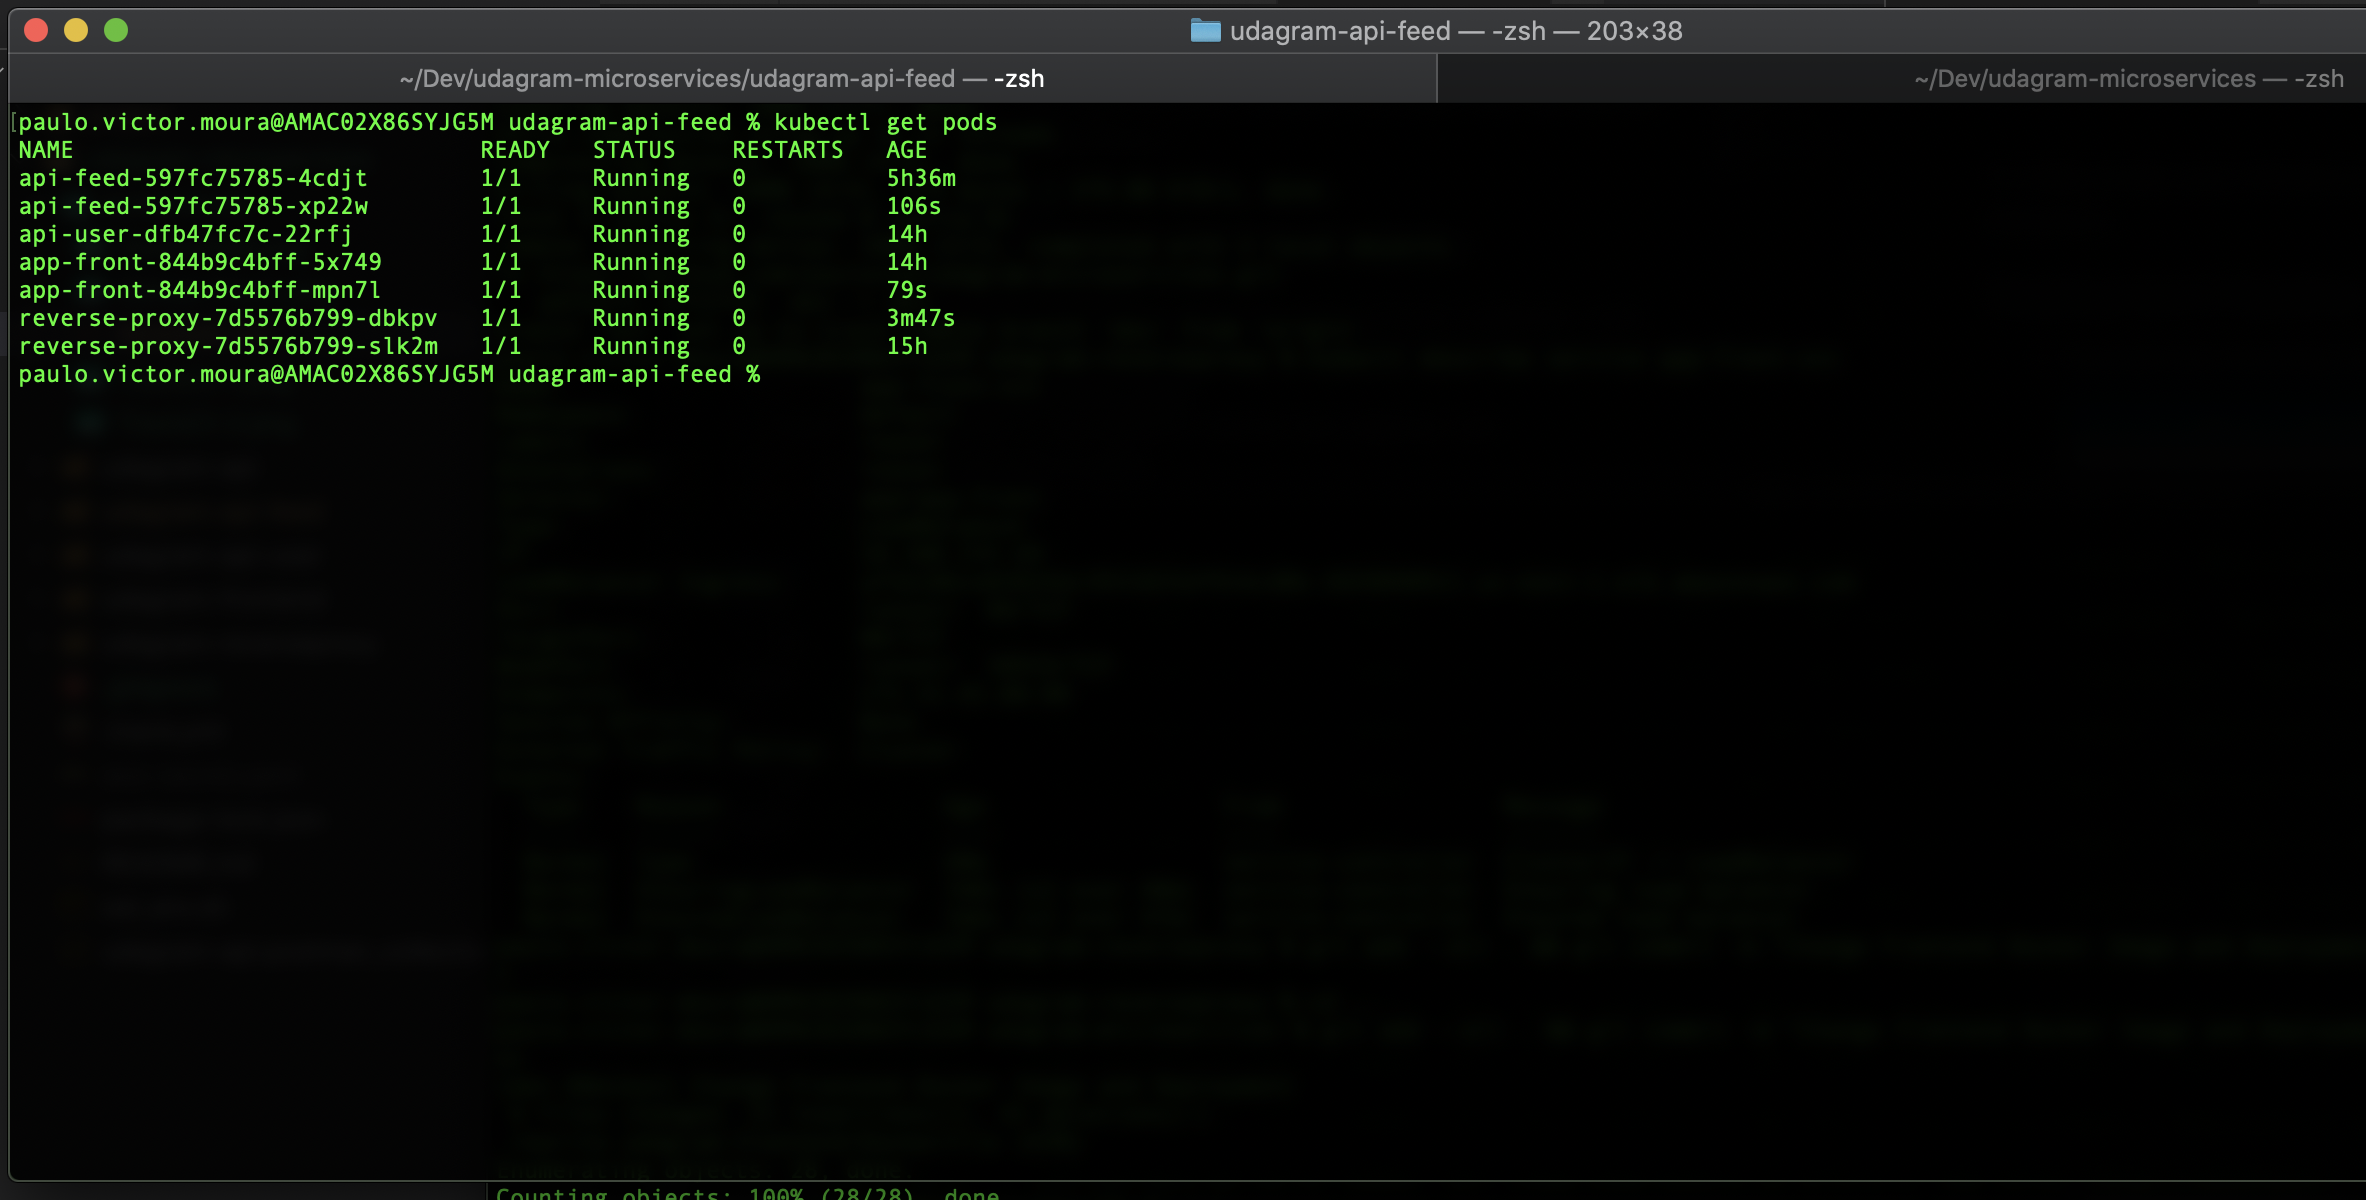 udagram-api-feed — -zsh — 203×38
~/Dev/udagram-microservices/udagram-api-feed — -zsh
~/Dev/udagram-microservices — -zsh
[paulo.victor.moura@AMAC02X86SYJG5M udagram-api-feed % kubectl get pods
NAME READY STATUS RESTARTS AGE
api-feed-597fc75785-4cdjt 1/1 Running 0 5h36m
api-feed-597fc75785-xp22w 1/1 Running 0 106s
api-user-dfb47fc7c-22rfj 1/1 Running 0 14h
app-front-844b9c4bff-5x749 1/1 Running 0 14h
app-front-844b9c4bff-mpn7l 1/1 Running 0 79s
reverse-proxy-7d5576b799-dbkpv 1/1 Running 0 3m47s
reverse-proxy-7d5576b799-slk2m 1/1 Running 0 15h
paulo.victor.moura@AMAC02X86SYJG5M udagram-api-feed %
Counting objects: 100% (28/28), done